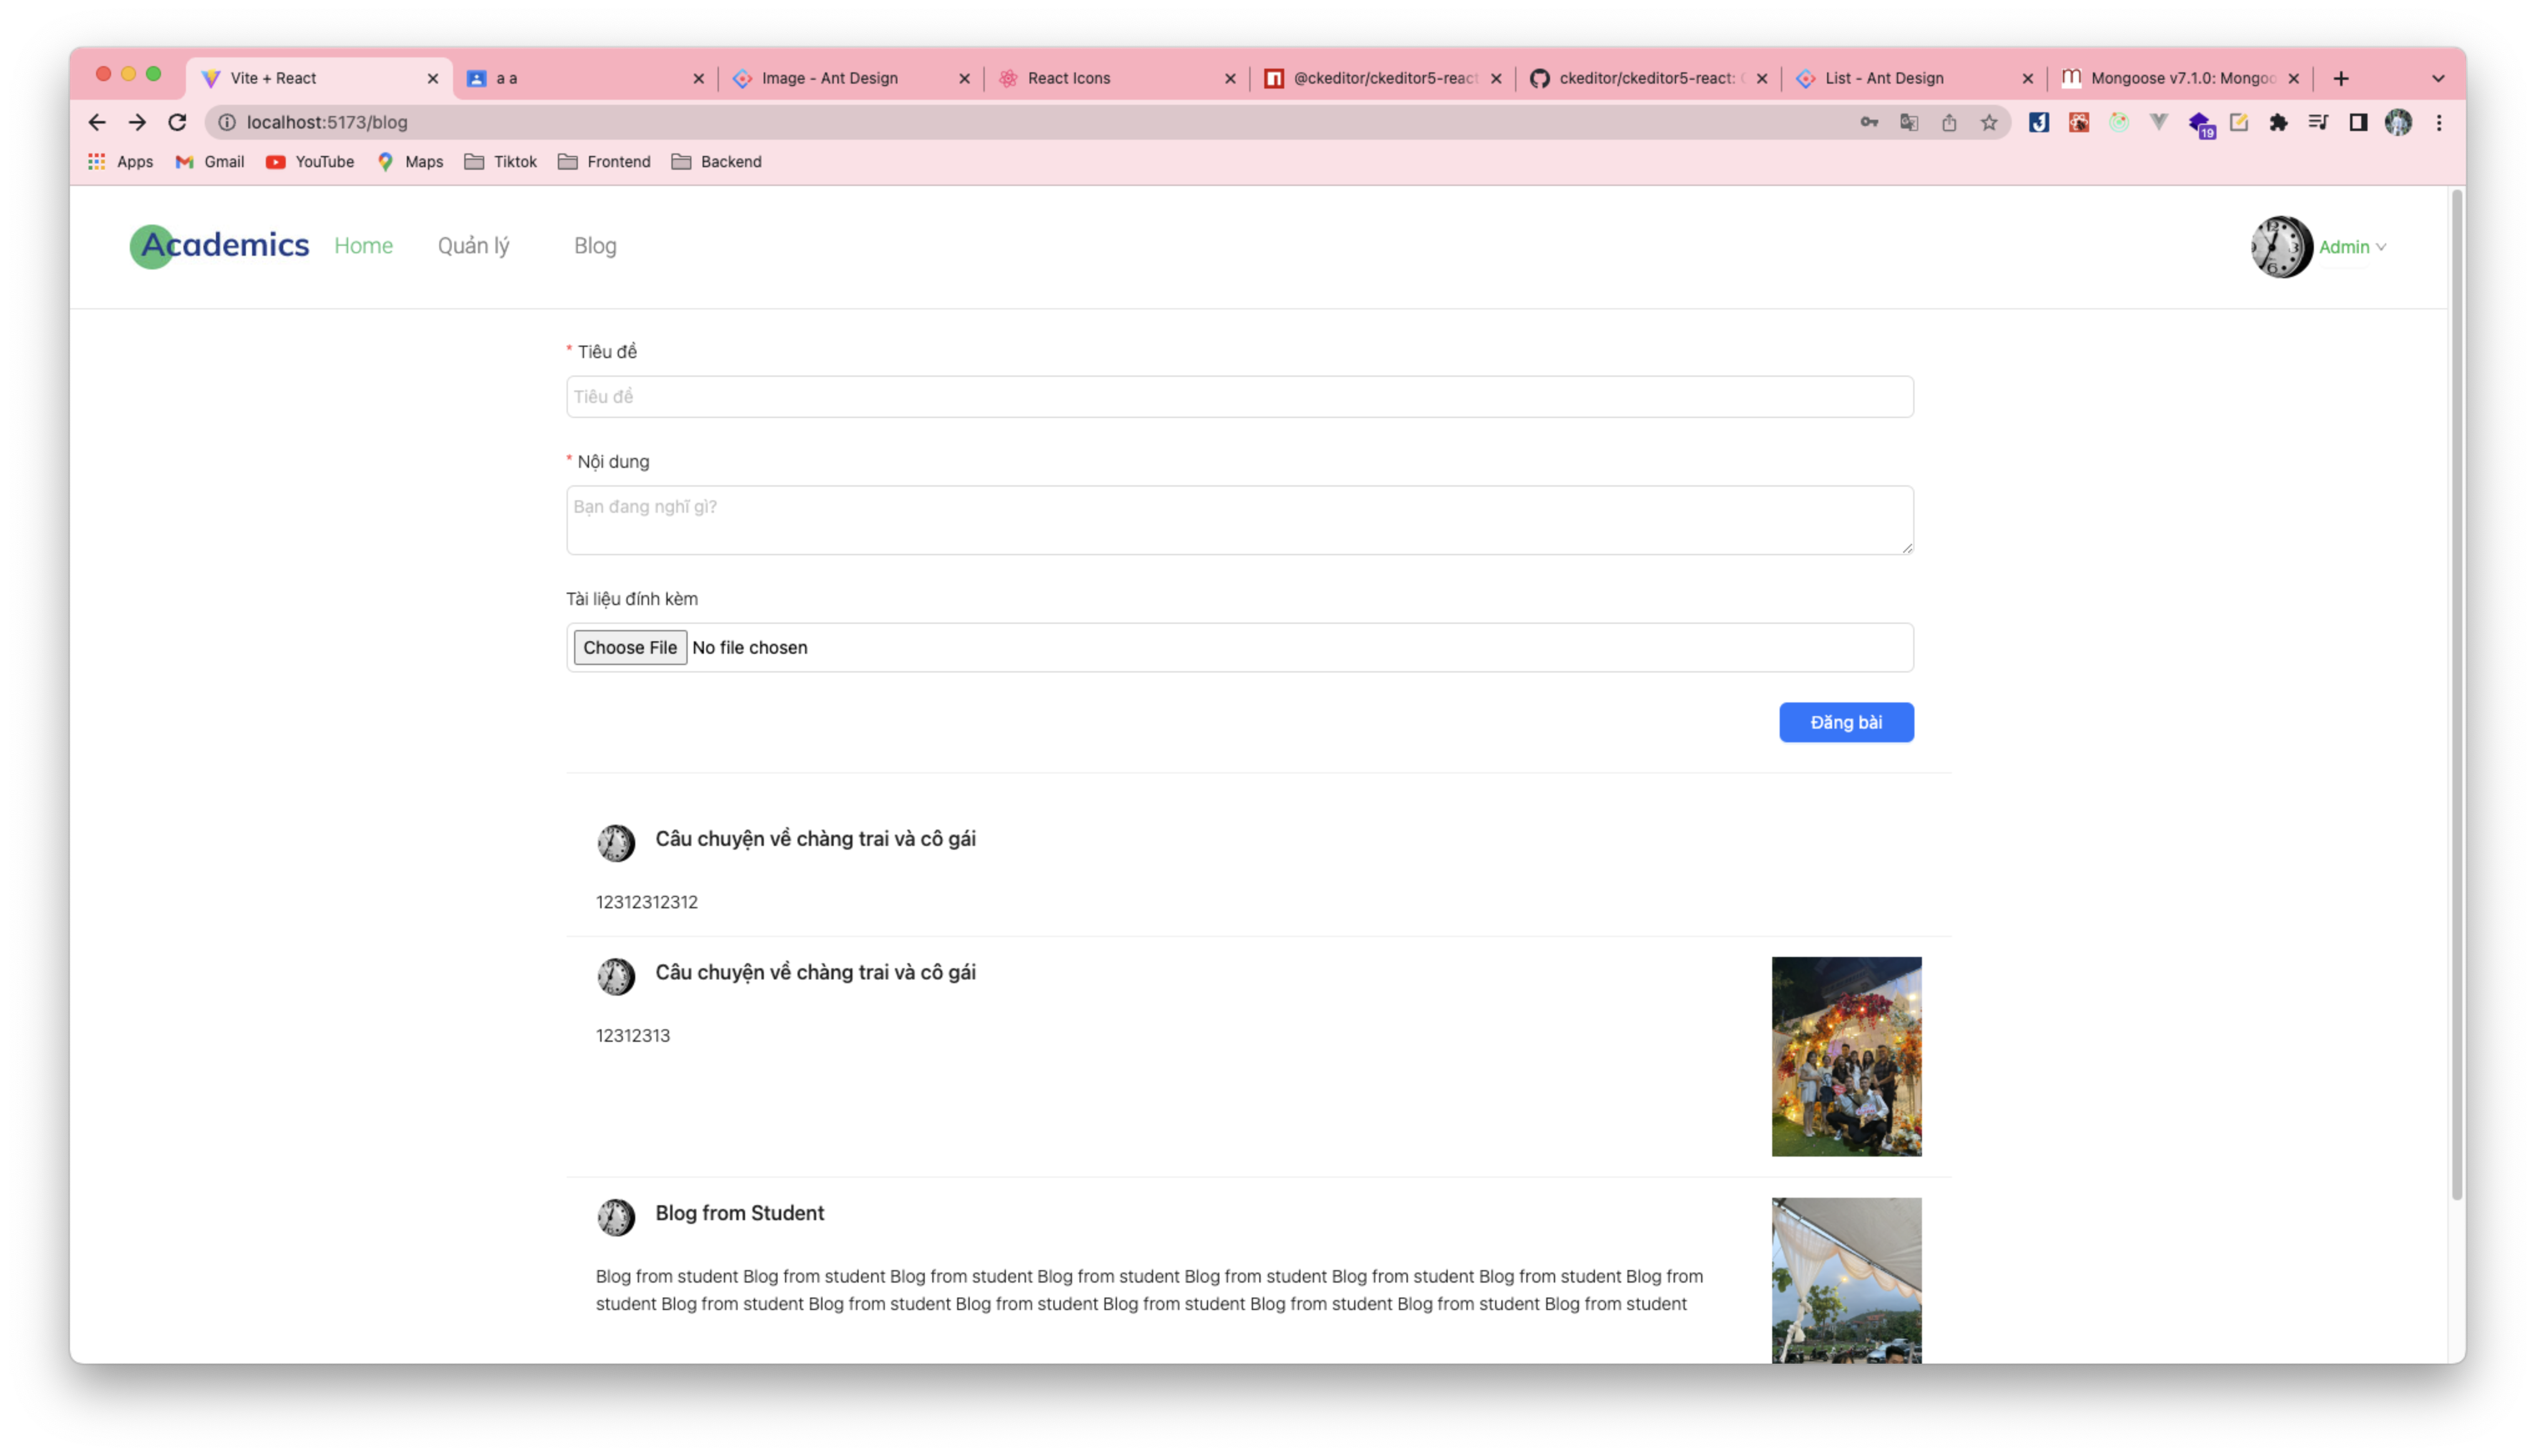 Vite + React
a a
Image - Ant Design
React Icons
@ckeditor/ckeditor5-react
ckeditor/ckeditor5-react:
List - Ant Design
Mongoose v7.1.0: Mongoo
localhost:5173/blog
19
Apps
Gmail
YouTube
Maps
Tiktok
Frontend
Backend
Academics
Home
Quản lý
Blog
Admin
* Tiêu đề
Tiêu đề
* Nội dung
Bạn đang nghĩ gì?
Tài liệu đính kèm
Choose File No file chosen
Đăng bài
Câu chuyện về chàng trai và cô gái
12312312312
Câu chuyện về chàng trai và cô gái
12312313
Blog from Student
Blog from student Blog from student Blog from student Blog from student Blog from student Blog from student Blog from student Blog from
student Blog from student Blog from student Blog from student Blog from student Blog from student Blog from student Blog from student